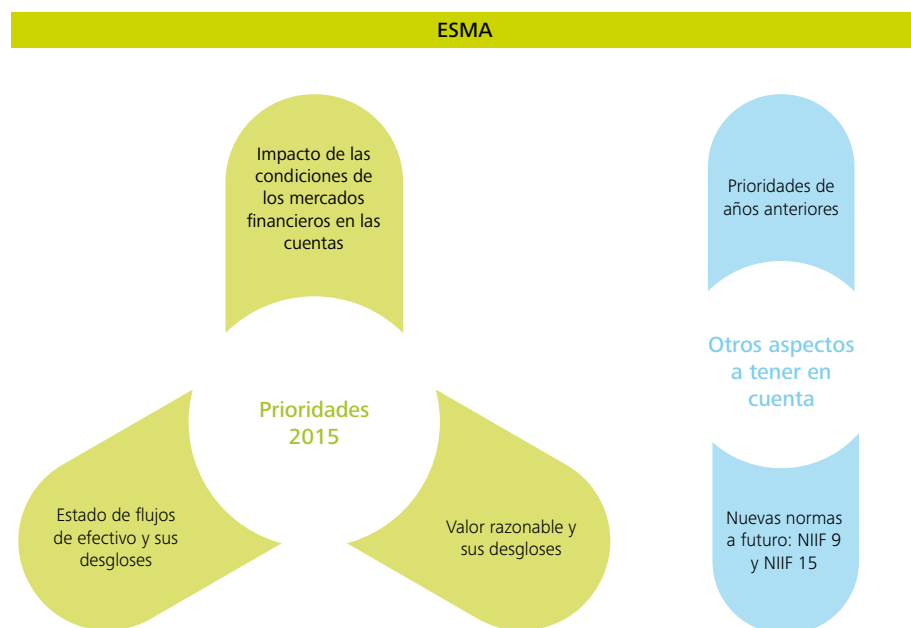 ESMA
Impacto de las
condiciones de
los mercados
financieros en las
cuentas
Prioridades
2015
Estado de flujos
de efectivo y sus
desgloses
Valor razonable y
sus desgloses
Prioridades de
años anteriores
Otros aspectos
a tener en
cuenta
Nuevas normas
a futuro: NIIF 9
y NIIF 15